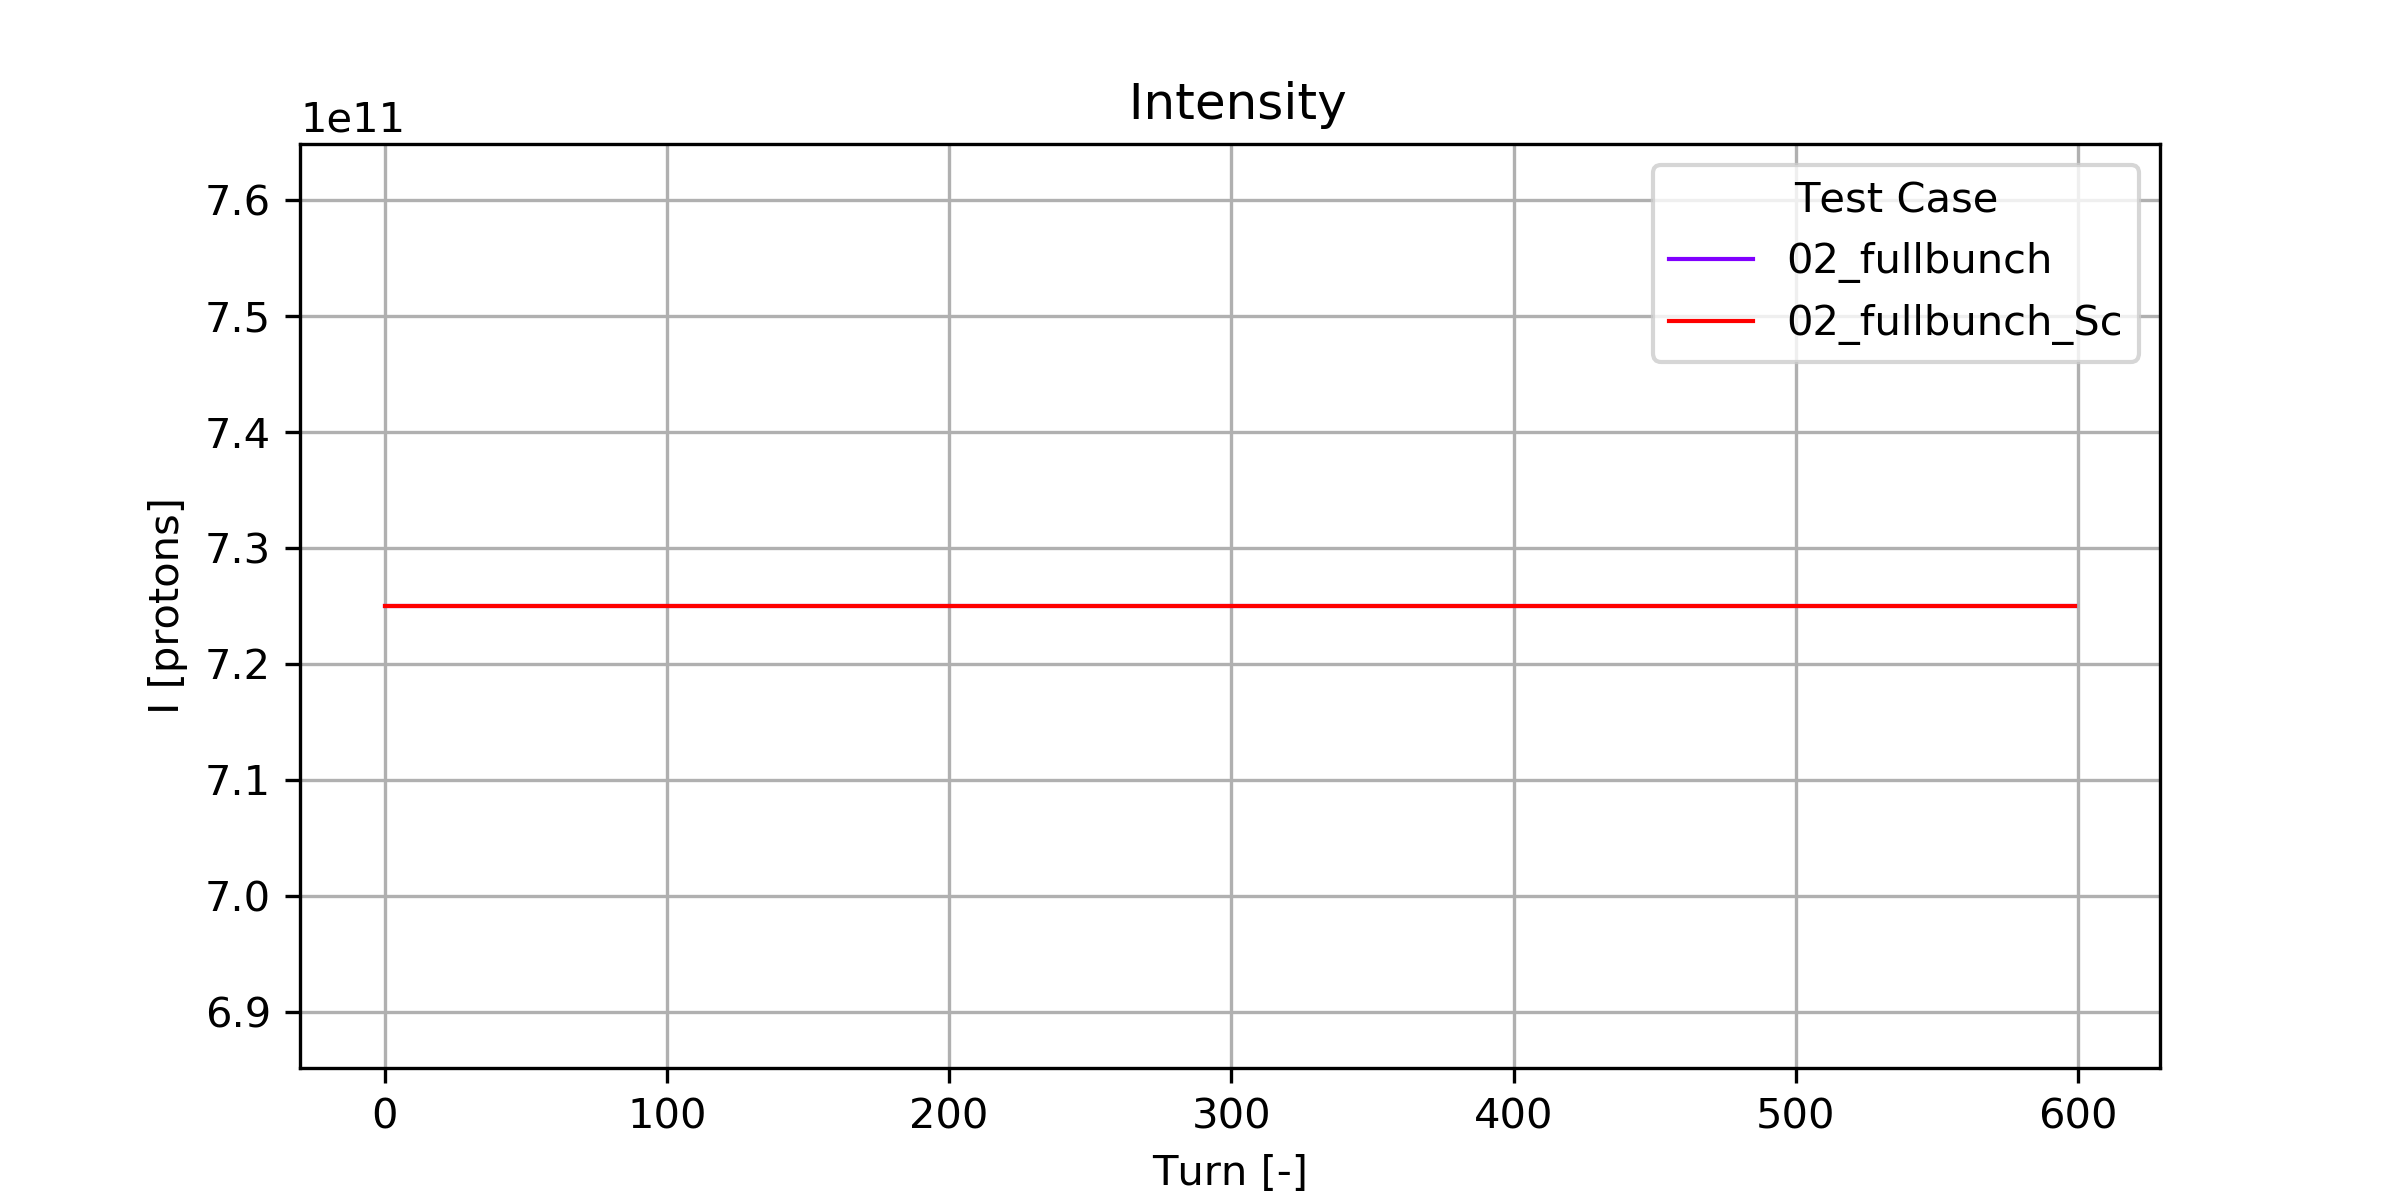 Intensity
1e11
7.6
7.5
7.4
7.3
7.2
7.1
7.0
6.9
I [protons]
Test Case
02_fullbunch
02_fullbunch_Sc
0 100 200 300 400 500 600
Turn [-]